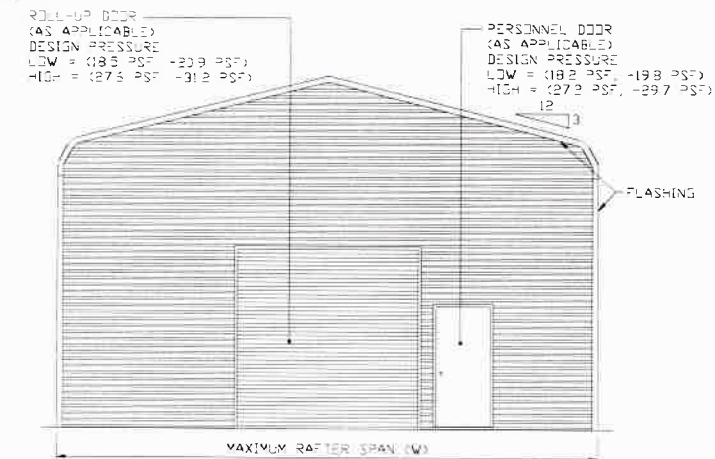 ROLL-UP DOOR
(AS APPLICABLE)
DESIGN PRESSURE
LOW = (18.5 PSF -20.9 PSF)
HIGH = (27.6 PSF -31.2 PSF)
PERSONNEL DOOR
(AS APPLICABLE)
DESIGN PRESSURE
LOW = (18.2 PSF, -19.8 PSF)
HIGH = (27.2 PSF, -29.7 PSF)
12
3
FLASHING
MAXIMUM RAFTER SPAN (W)